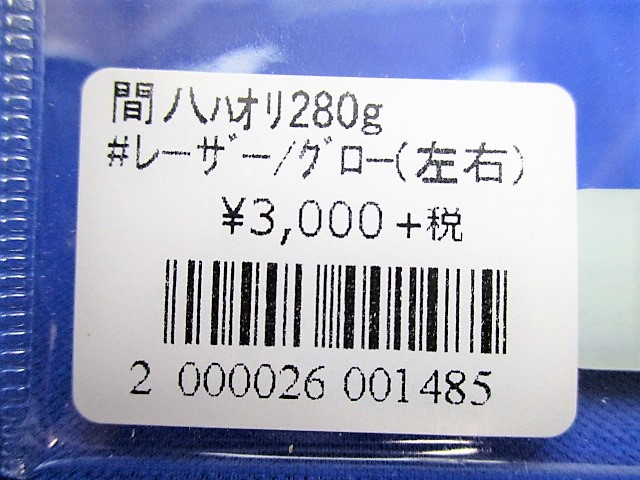 間八ﾊｵﾘ280g
#ﾚｰｻﾞｰ/ｸﾞﾛｰ(左右)
¥3,000+税
2 000026 001485